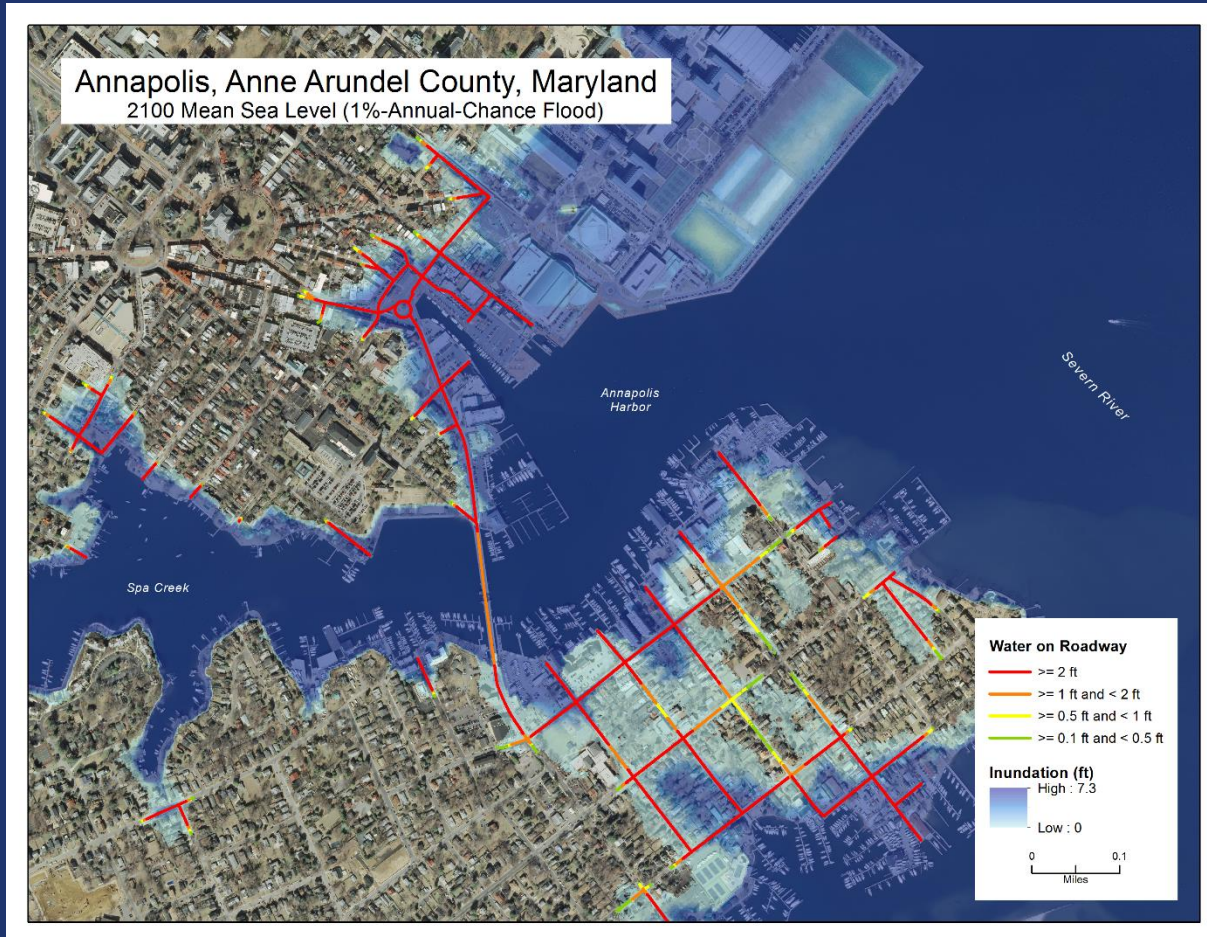 Annapolis, Anne Arundel County, Maryland
2100 Mean Sea Level (1%-Annual-Chance Flood)
Annapolis
Harbor
Severn River
Spa Creek
Water on Roadway
>= 2 ft
>= 1 ft and < 2 ft
>= 0.5 ft and < 1 ft
>= 0.1 ft and < 0.5 ft
Inundation (ft)
High : 7.3
Low : 0
0 0.1
Miles